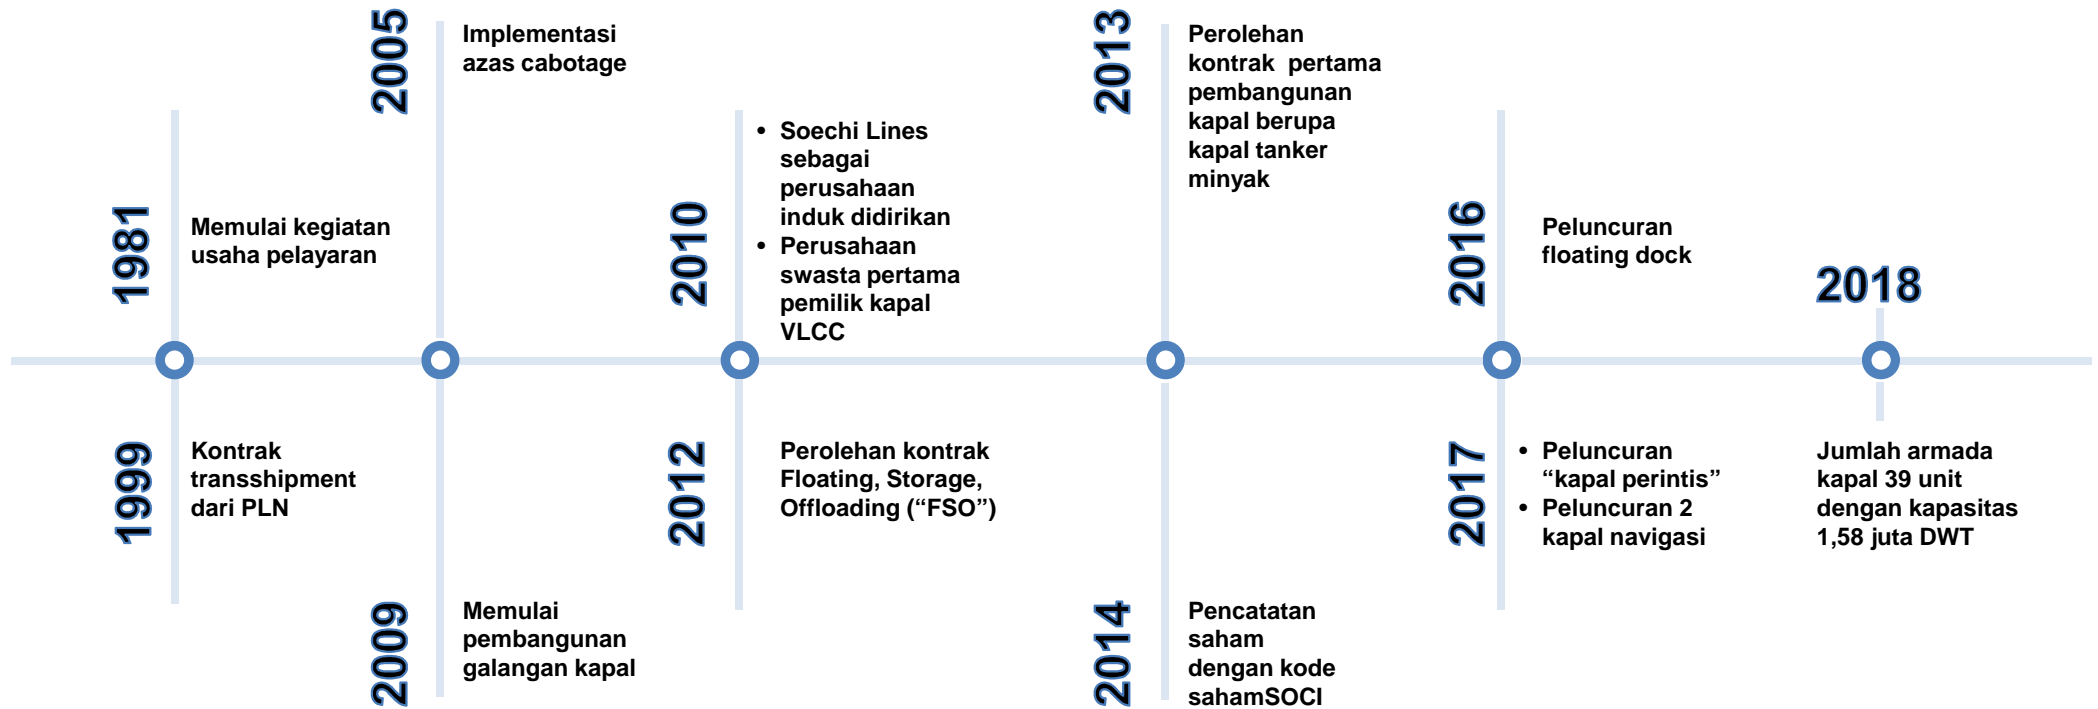 1981
Memulai kegiatan
usaha pelayaran
1999
Kontrak
transshipment
dari PLN
2005
Implementasi
azas cabotage
2009
Memulai
pembangunan
galangan kapal
2010
• Soechi Lines
sebagai
perusahaan
induk didirikan
• Perusahaan
swasta pertama
pemilik kapal
VLCC
2012
Perolehan kontrak
Floating, Storage,
Offloading (“FSO”)
2013
Perolehan
kontrak pertama
pembangunan
kapal berupa
kapal tanker
minyak
2014
Pencatatan
saham
dengan kode
sahamSOCI
2016
Peluncuran
floating dock
2017
• Peluncuran
“kapal perintis”
• Peluncuran 2
kapal navigasi
2018
Jumlah armada
kapal 39 unit
dengan kapasitas
1,58 juta DWT